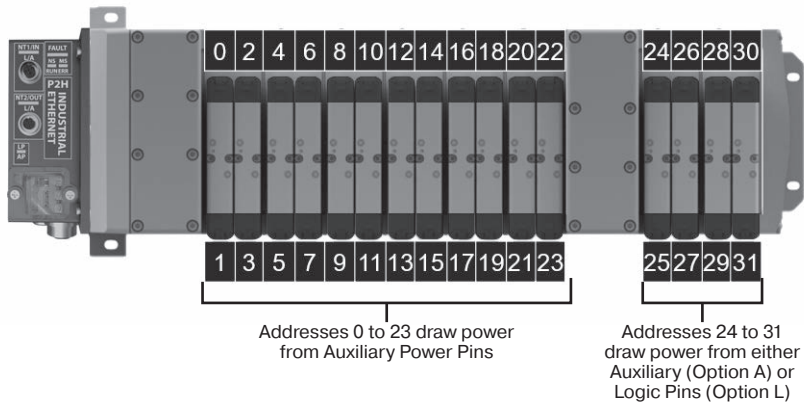 NT1/IN
L/A
FAULT
NS MS
RUN ERR
P2H
INDUSTRIAL
ETHERNET
NT2/OUT
L/A
LP
AP
0 2 4 6 8 10 12 14 16 18 20 22
24 26 28 30
1 3 5 7 9 11 13 15 17 19 21 23
25 27 29 31
Addresses 0 to 23 draw power
from Auxiliary Power Pins
Addresses 24 to 31
draw power from either
Auxiliary (Option A) or
Logic Pins (Option L)